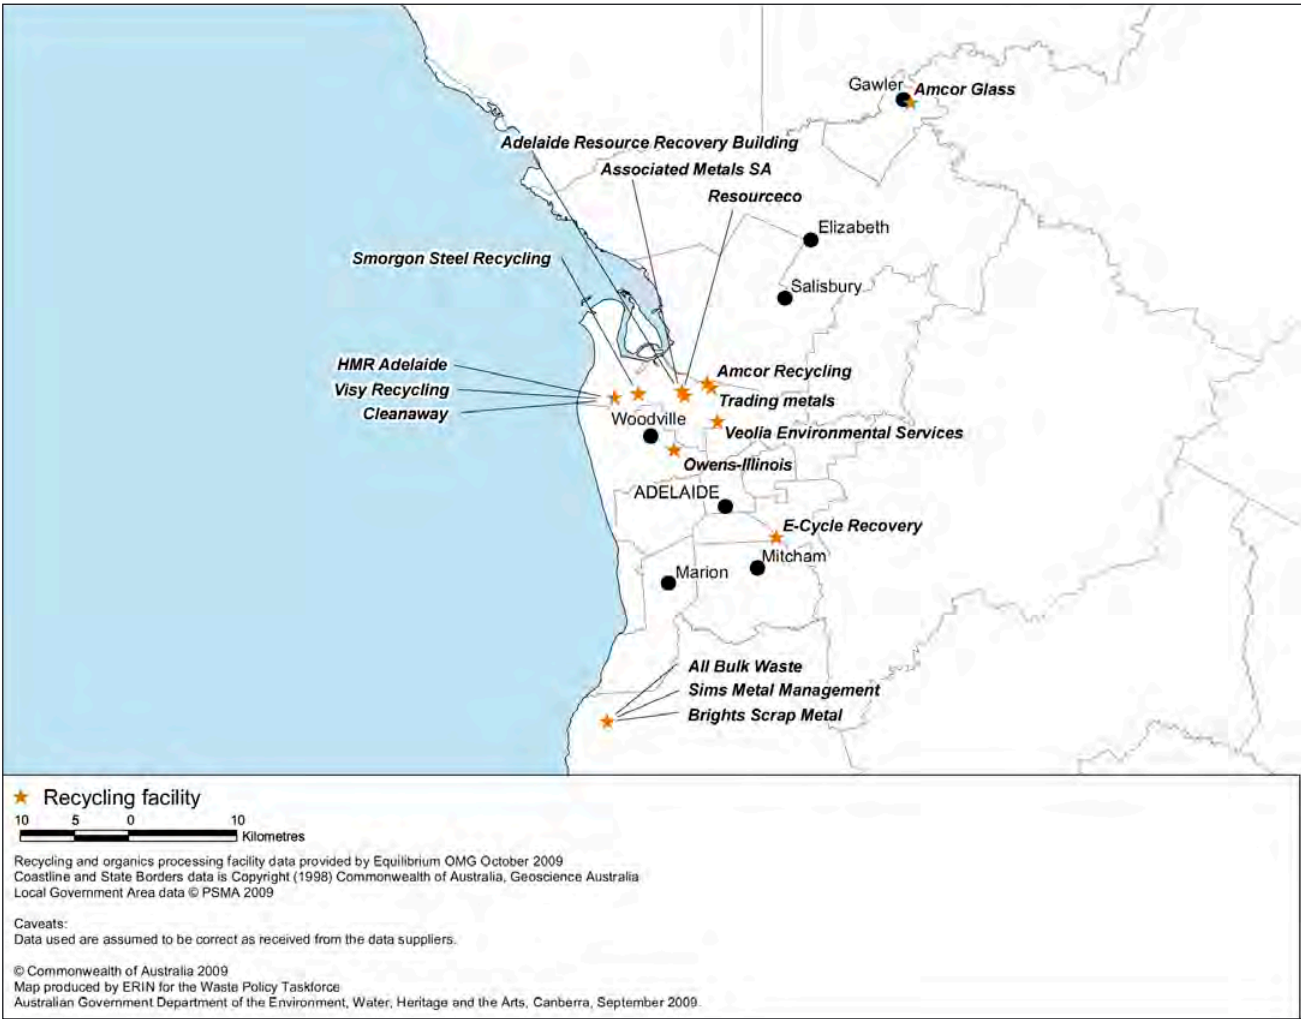 Gawler
Amcor Glass
Adelaide Resource Recovery Building
Associated Metals SA
Resourceco
Elizabeth
Smorgon Steel Recycling
Salisbury
HMR Adelaide
Visy Recycling
Cleanaway
Amcor Recycling
Trading metals
Woodville
Veolia Environmental Services
Owens-Illinois
ADELAIDE
E-Cycle Recovery
Mitcham
Marion
All Bulk Waste
Sims Metal Management
Brights Scrap Metal
Recycling facility
10 5 0 10
Kilometres
Recycling and organics processing facility data provided by Equilibrium OMG October 2009
Coastline and State Borders data is Copyright (1998) Commonwealth of Australia, Geoscience Australia
Local Government Area data © PSMA 2009
Caveats:
Data used are assumed to be correct as received from the data suppliers.
© Commonwealth of Australia 2009
Map produced by ERIN for the Waste Policy Taskforce
Australian Government Department of the Environment, Water, Heritage and the Arts, Canberra, September 2009.